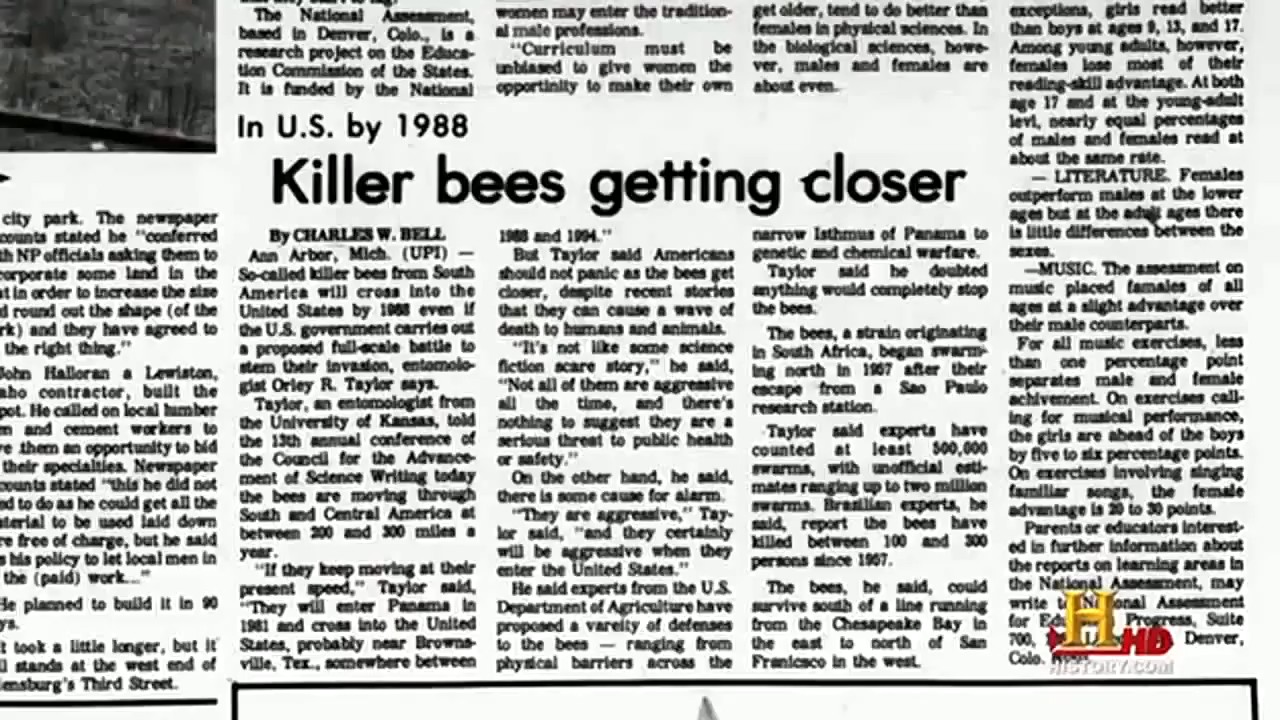 The National Assessment,
based in Denver, Colo., is a
research project on the Educa-
tion Commission of the States.
It is funded by the National
women may enter the tradition-
al male professions.
"Curriculum must be
unbiased to give women the
opportinity to make their own
get older, tend to do better than
females in physical sciences. In
the biological sciences, howe-
ver, males and females are
about even.
exceptions, girls read better
than boys at ages 9, 13, and 17.
Among young adults, however,
females lose most of their
reading-skill advantage. At both
age 17 and at the young-adult
levl, nearly equal percentages
of males and females read at
about the same rate.
— LITERATURE. Females
outperform males at the lower
ages but at the adult ages there
is little differences between the
sexes.
—MUSIC. The assessment on
music placed famales of all
ages at a slight advantage over
their male counterparts.
For all music exercises, less
than one percentage point
separates male and female
achivement. On exercises call-
ing for musical performance,
the girls are ahead of the boys
by five to six percentage points.
On exercises involving singing
familiar songs, the female
advantage is 20 to 30 points.
Parents or educators interest-
ed in further information about
the reports on learning areas in
the National Assessment, may
write to National Assessment
for Progress, Suite
700, Denver,
Colo.
city park. The newspaper
counts stated he "conferred
th NP officials asking them to
corporate some land in the
at in order to increase the size
d round out the shape (of the
rk) and they have agreed to
the right thing."
John Halloran a Lewiston,
aho contractor, built the
pot. He called on local lumber
m and cement workers to
ve them an opportunity to bid
their specialties. Newspaper
counts stated "this he did not
ed to do as he could get all the
aterial to be used laid down
re free of charge, but he said
s his policy to let local men in
the (paid) work..."
He planned to build it in 90
ys.
t took a little longer, but it
ll stands at the west end of
lensburg's Third Street.
In U.S. by 1988
Killer bees getting closer
By CHARLES W. BELL
Ann Arbor, Mich. (UPI) —
So-called killer bees from South
America will cross into the
United States by 1988 even if
the U.S. government carries out
a proposed full-scale battle to
stem their invasion, entomolo-
gist Orley R. Taylor says.
Taylor, an entomologist from
the University of Kansas, told
the 13th annual conference of
the Council for the Advance-
ment of Science Writing today
the bees are moving through
South and Central America at
between 200 and 300 miles a
year.
"If they keep moving at their
present speed," Taylor said,
"They will enter Panama in
1981 and cross into the United
States, probably near Browns-
ville, Tex., somewhere between
1988 and 1994."
But Taylor said Americans
should not panic as the bees get
closer, despite recent stories
that they can cause a wave of
death to humans and animals.
"It's not like some science
fiction scare story," he said,
"Not all of them are aggressive
all the time, and there's
nothing to suggest they are a
serious threat to public health
or safety."
On the other hand, he said,
there is some cause for alarm.
"They are aggressive," Tay-
lor said, "and they certainly
will be aggressive when they
enter the United States."
He said experts from the U.S.
Department of Agriculture have
proposed a vareity of defenses
to the bees — ranging from
physical barriers across the
narrow Isthmus of Panama to
genetic and chemical warfare.
Taylor said he doubted
anything would completely stop
the bees.
The bees, a strain originating
in South Africa, began swarm-
ing north in 1957 after their
escape from a Sao Paulo
research station.
Taylor said experts have
counted at least 500,000
swarms, with unofficial esti-
mates ranging up to two million
swarms. Brazilian experts, he
said, report the bees have
killed between 100 and 300
persons since 1957.
The bees, he said, could
survive south of a line running
from the Chesapeake Bay in
the east to north of San
Francisco in the west.
H HD
HISTORY.COM